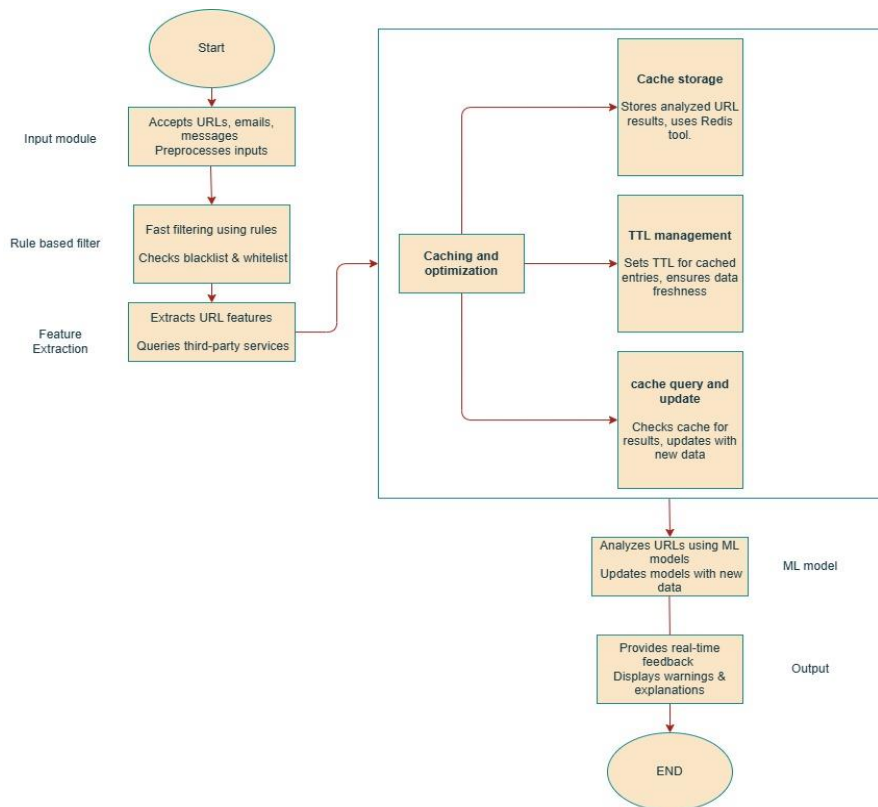 Start
Input module
Accepts URLs, emails,
messages
Preprocesses inputs
Rule based filter
Fast filtering using rules
Checks blacklist & whitelist
Feature
Extraction
Extracts URL features
Queries third-party services
Caching and
optimization
Cache storage
Stores analyzed URL
results, uses Redis
tool.
TTL management
Sets TTL for cached
entries, ensures data
freshness
cache query and
update
Checks cache for
results, updates with
new data
Analyzes URLs using ML
models
Updates models with new
data
ML model
Provides real-time
feedback
Displays warnings &
explanations
Output
END